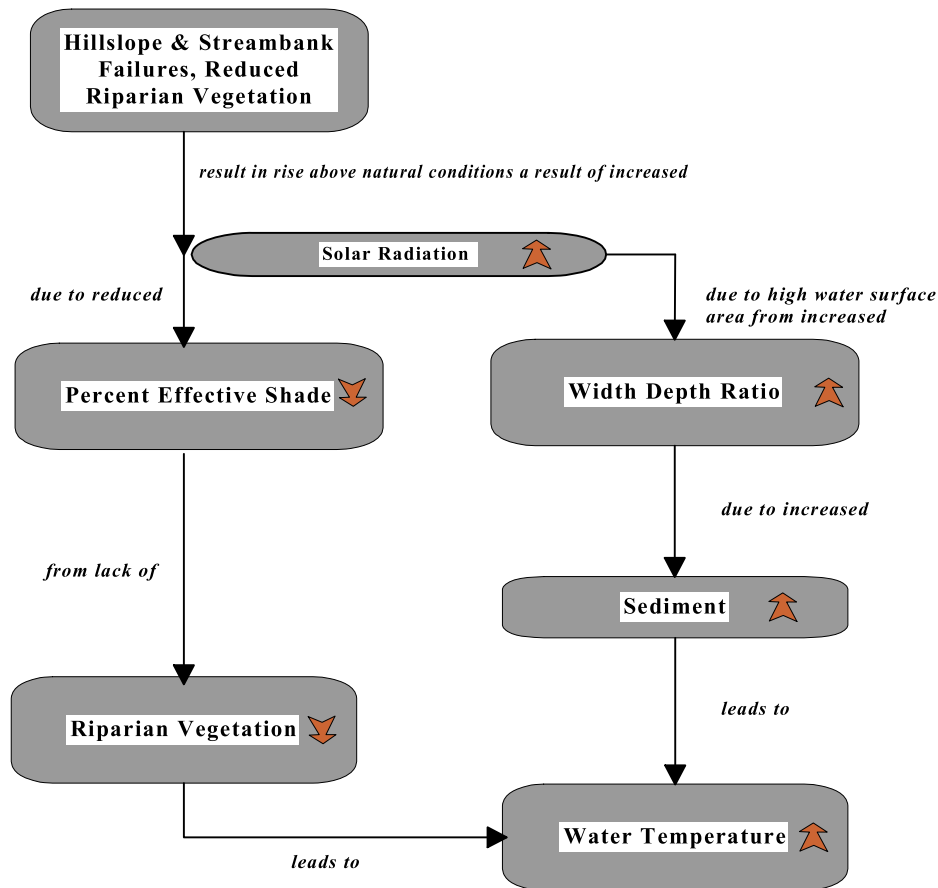 Hillslope & Streambank
Failures, Reduced
Riparian Vegetation
result in rise above natural conditions a result of increased
Solar Radiation
due to reduced
due to high water surface
area from increased
Percent Effective Shade
Width Depth Ratio
due to increased
from lack of
Sediment
leads to
Riparian Vegetation
Water Temperature
leads to